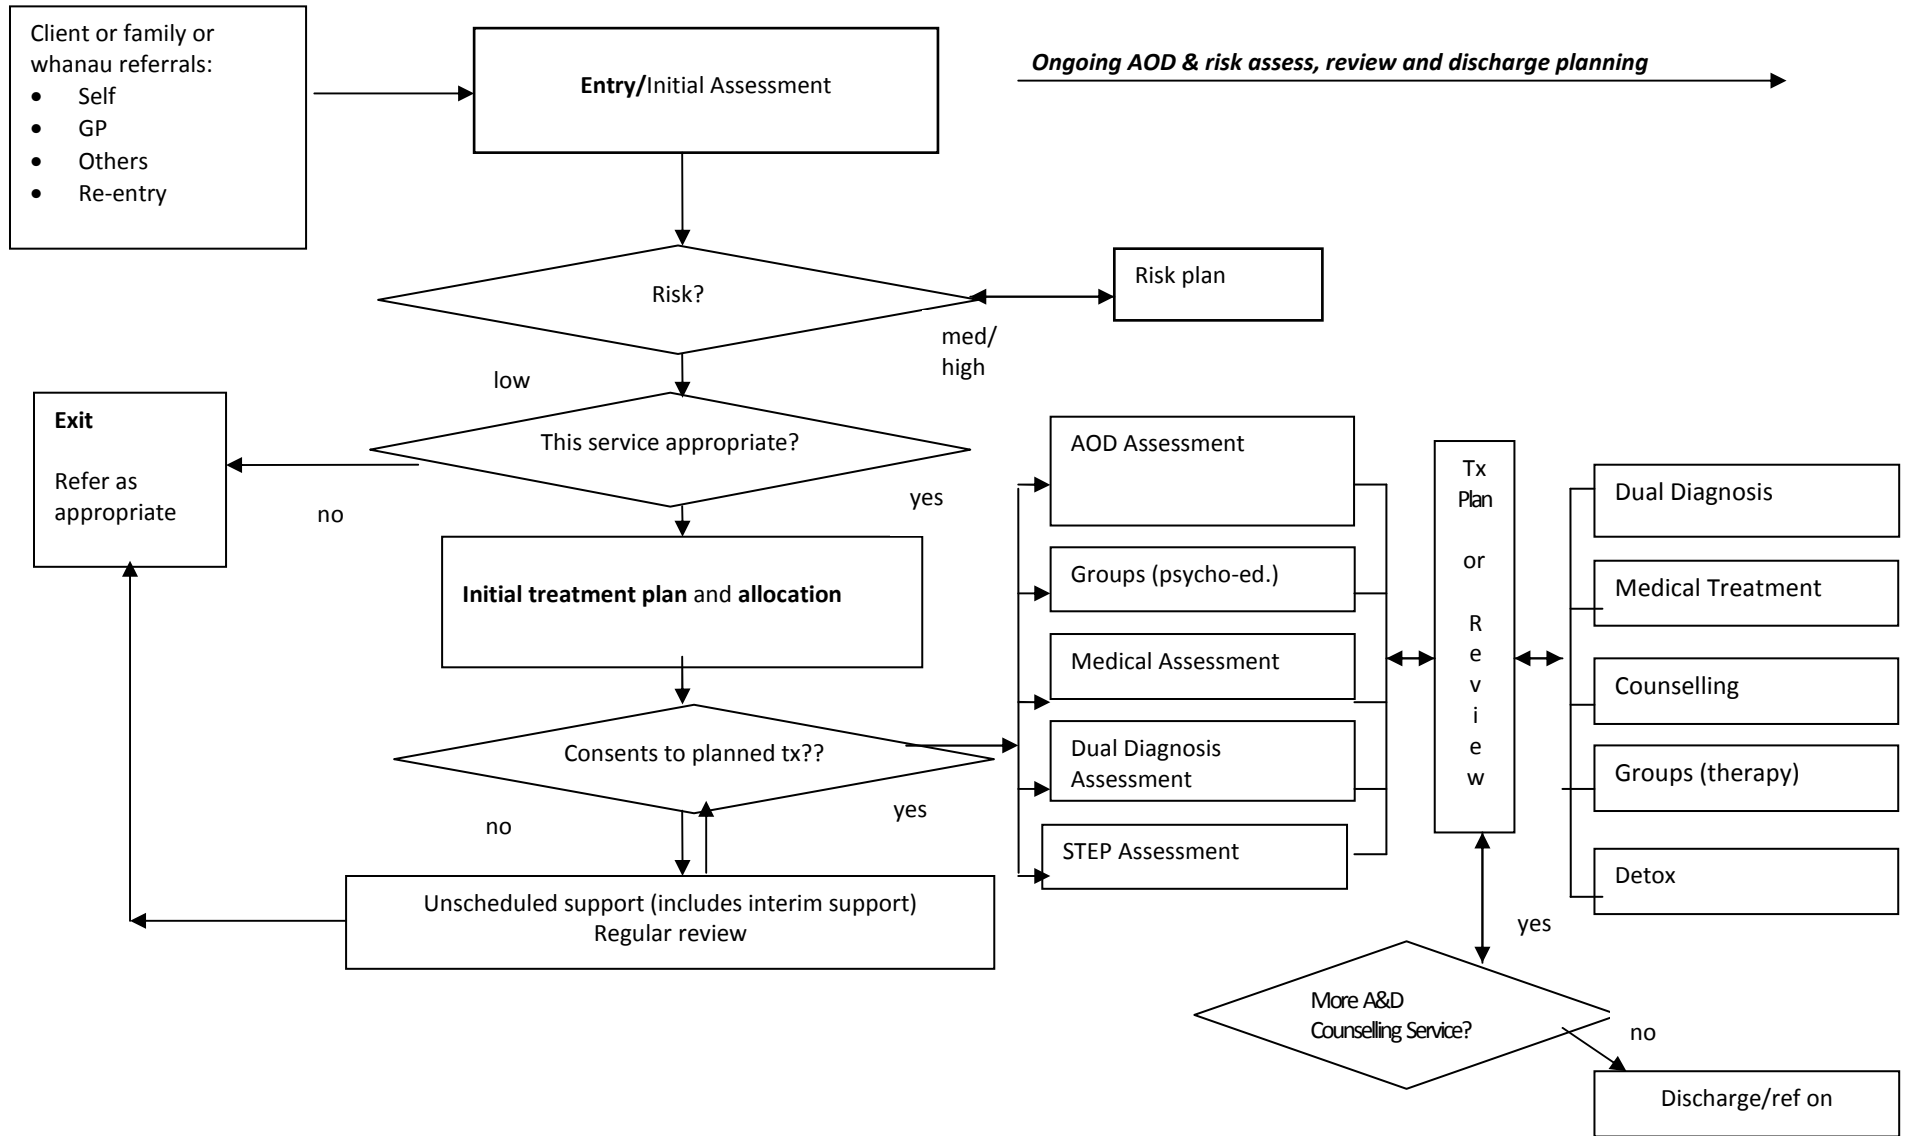 Client or family or
whanau referrals:
• Self
• GP
• Others
• Re-entry
Entry/Initial Assessment
Ongoing AOD & risk assess, review and discharge planning
Risk?
Risk plan
med/
high
low
Exit
Refer as
appropriate
This service appropriate?
no
yes
Initial treatment plan and allocation
Consents to planned tx??
no
yes
Unscheduled support (includes interim support)
Regular review
AOD Assessment
Groups (psycho-ed.)
Medical Assessment
Dual Diagnosis
Assessment
STEP Assessment
Tx
Plan
or
R
e
v
i
e
w
Dual Diagnosis
Medical Treatment
Counselling
Groups (therapy)
Detox
yes
More A&D
Counselling Service?
no
Discharge/ref on